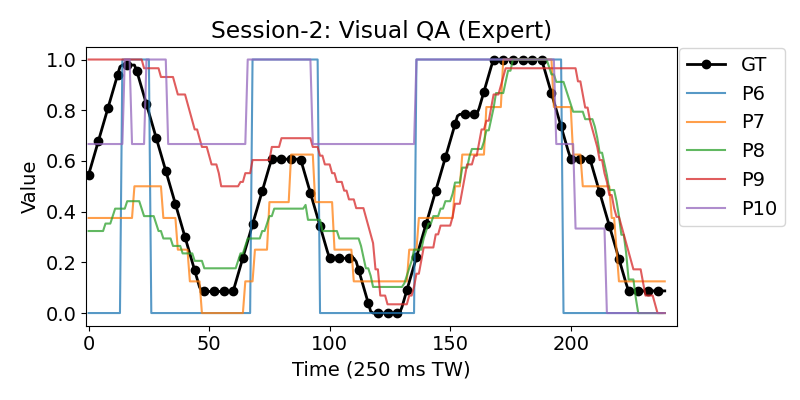 Session-2: Visual QA (Expert)
Value
1.0
0.8
0.6
0.4
0.2
0.0
0
50
100
150
200
Time (250 ms TW)
GT
P6
P7
P8
P9
P10